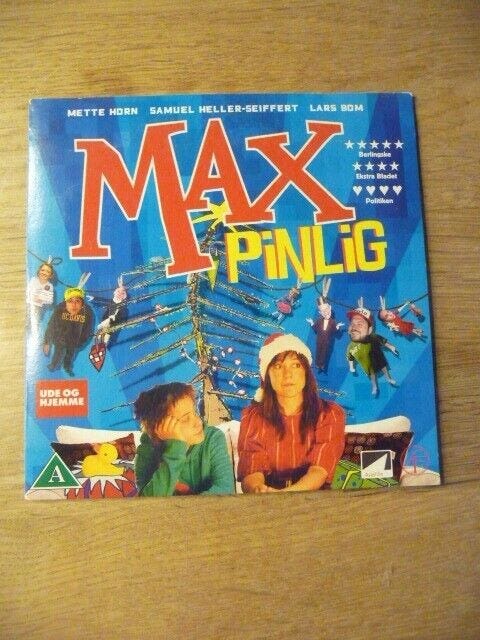 METTE HORN SAMUEL HELLER-SEIFFERT LARS BOM
MAX
PiNLiG
★★★★★
Berlingske
★★★★
Ekstra Bladet
♥♥♥♥
Politiken
UDE OG
HJEMME
A